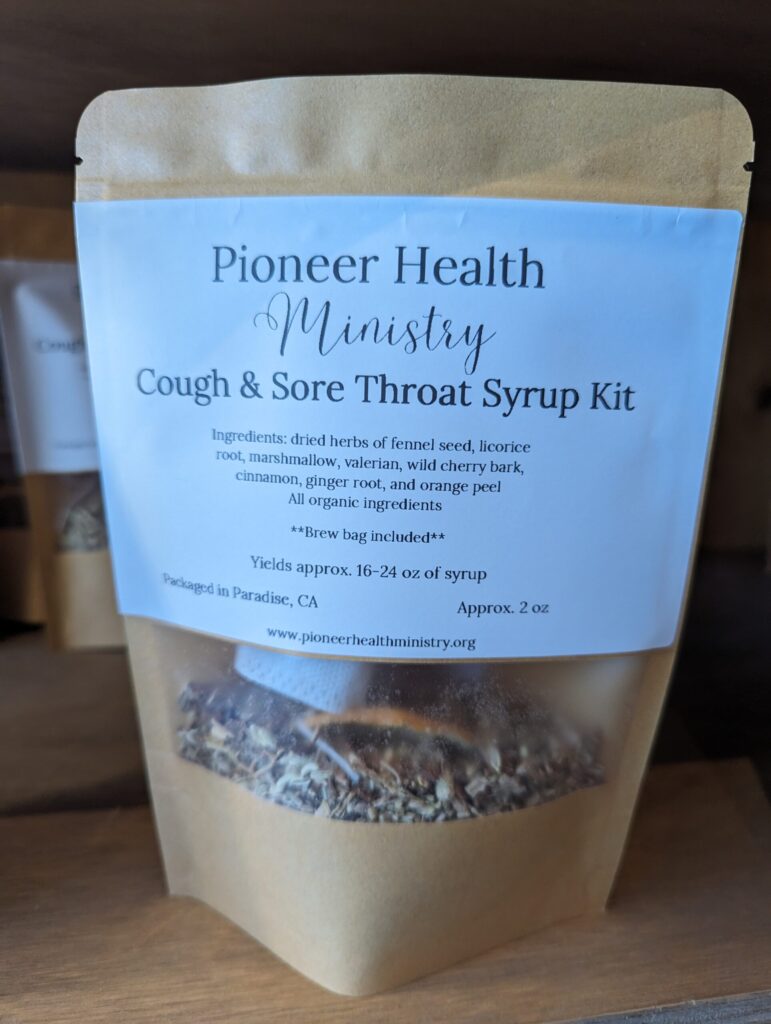 Pioneer Health
Ministry
Cough & Sore Throat Syrup Kit
Ingredients: dried herbs of fennel seed, licorice
root, marshmallow, valerian, wild cherry bark,
cinnamon, ginger root, and orange peel
All organic ingredients
**Brew bag included**
Yields approx. 16-24 oz of syrup
Packaged in Paradise, CA
Approx. 2 oz
www.pioneerhealthministry.org